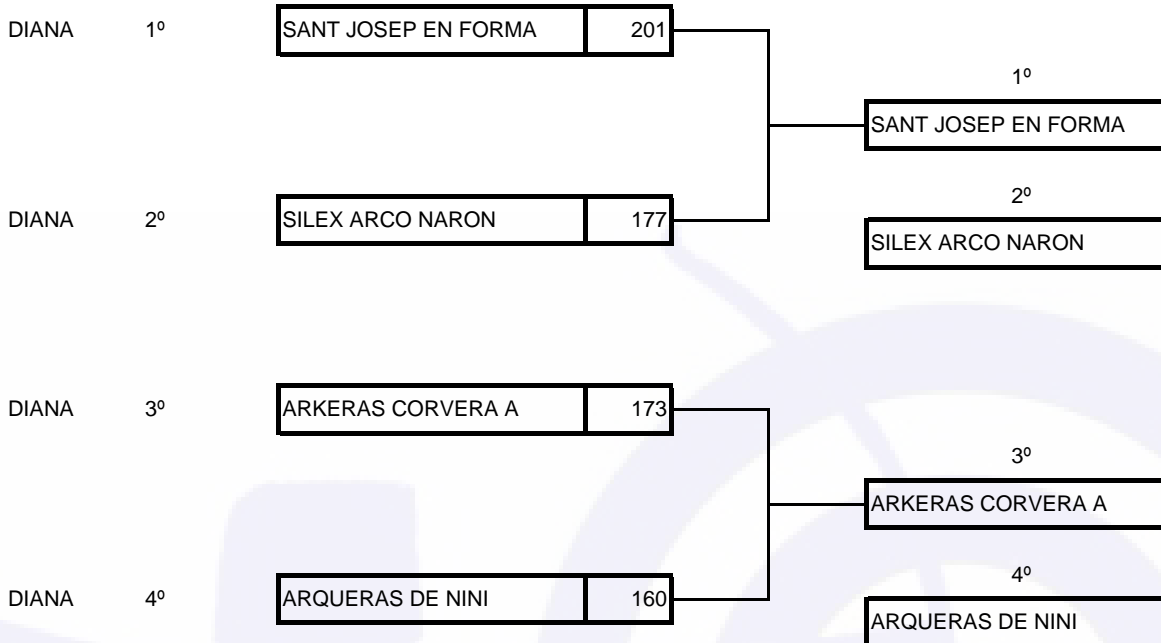 DIANA 1º SANT JOSEP EN FORMA 201
1º
SANT JOSEP EN FORMA
2º
DIANA 2º SILEX ARCO NARON 177
SILEX ARCO NARON
DIANA 3º ARKERAS CORVERA A 173
3º
ARKERAS CORVERA A
4º
DIANA 4º ARQUERAS DE NINI 160
ARQUERAS DE NINI